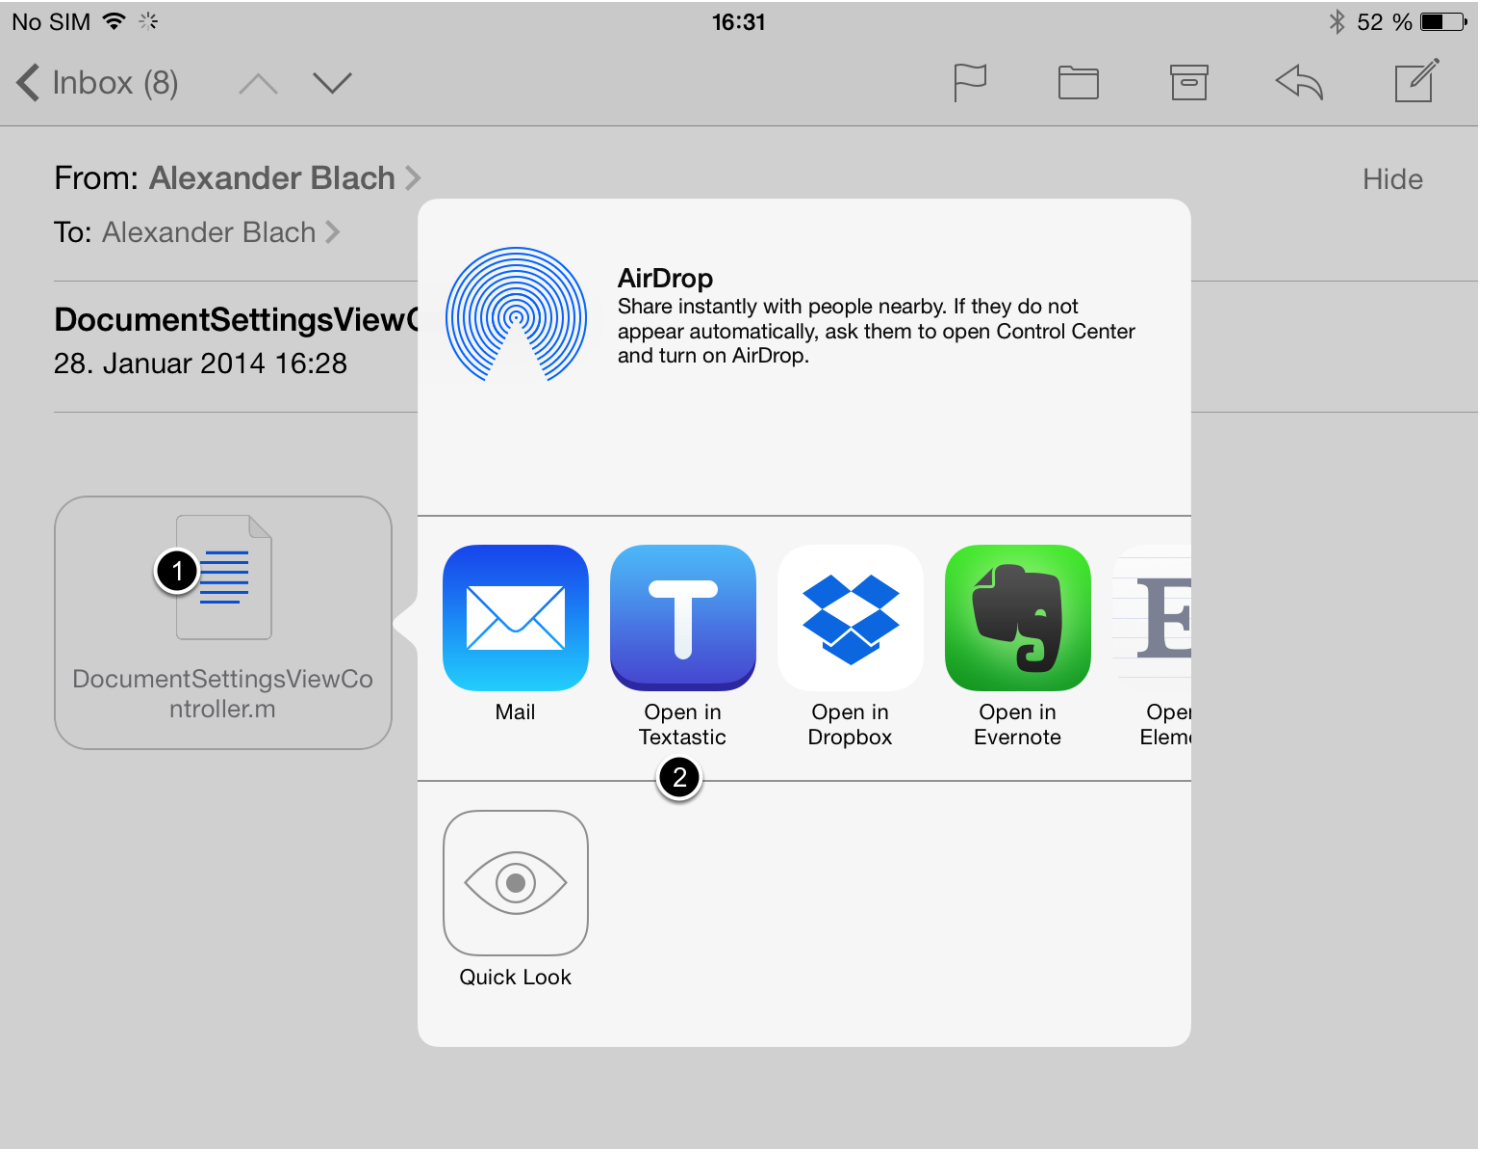 No SIM 16:31 52 %
Inbox (8)
From: Alexander Blach Hide
To: Alexander Blach
DocumentSettingsView
28. Januar 2014 16:28
AirDrop
Share instantly with people nearby. If they do not
appear automatically, ask them to open Control Center
and turn on AirDrop.
1
DocumentSettingsViewCo
ntroller.m
T
E
Mail
Open in
Textastic
Open in
Dropbox
Open in
Evernote
Ope
Elem
2
Quick Look